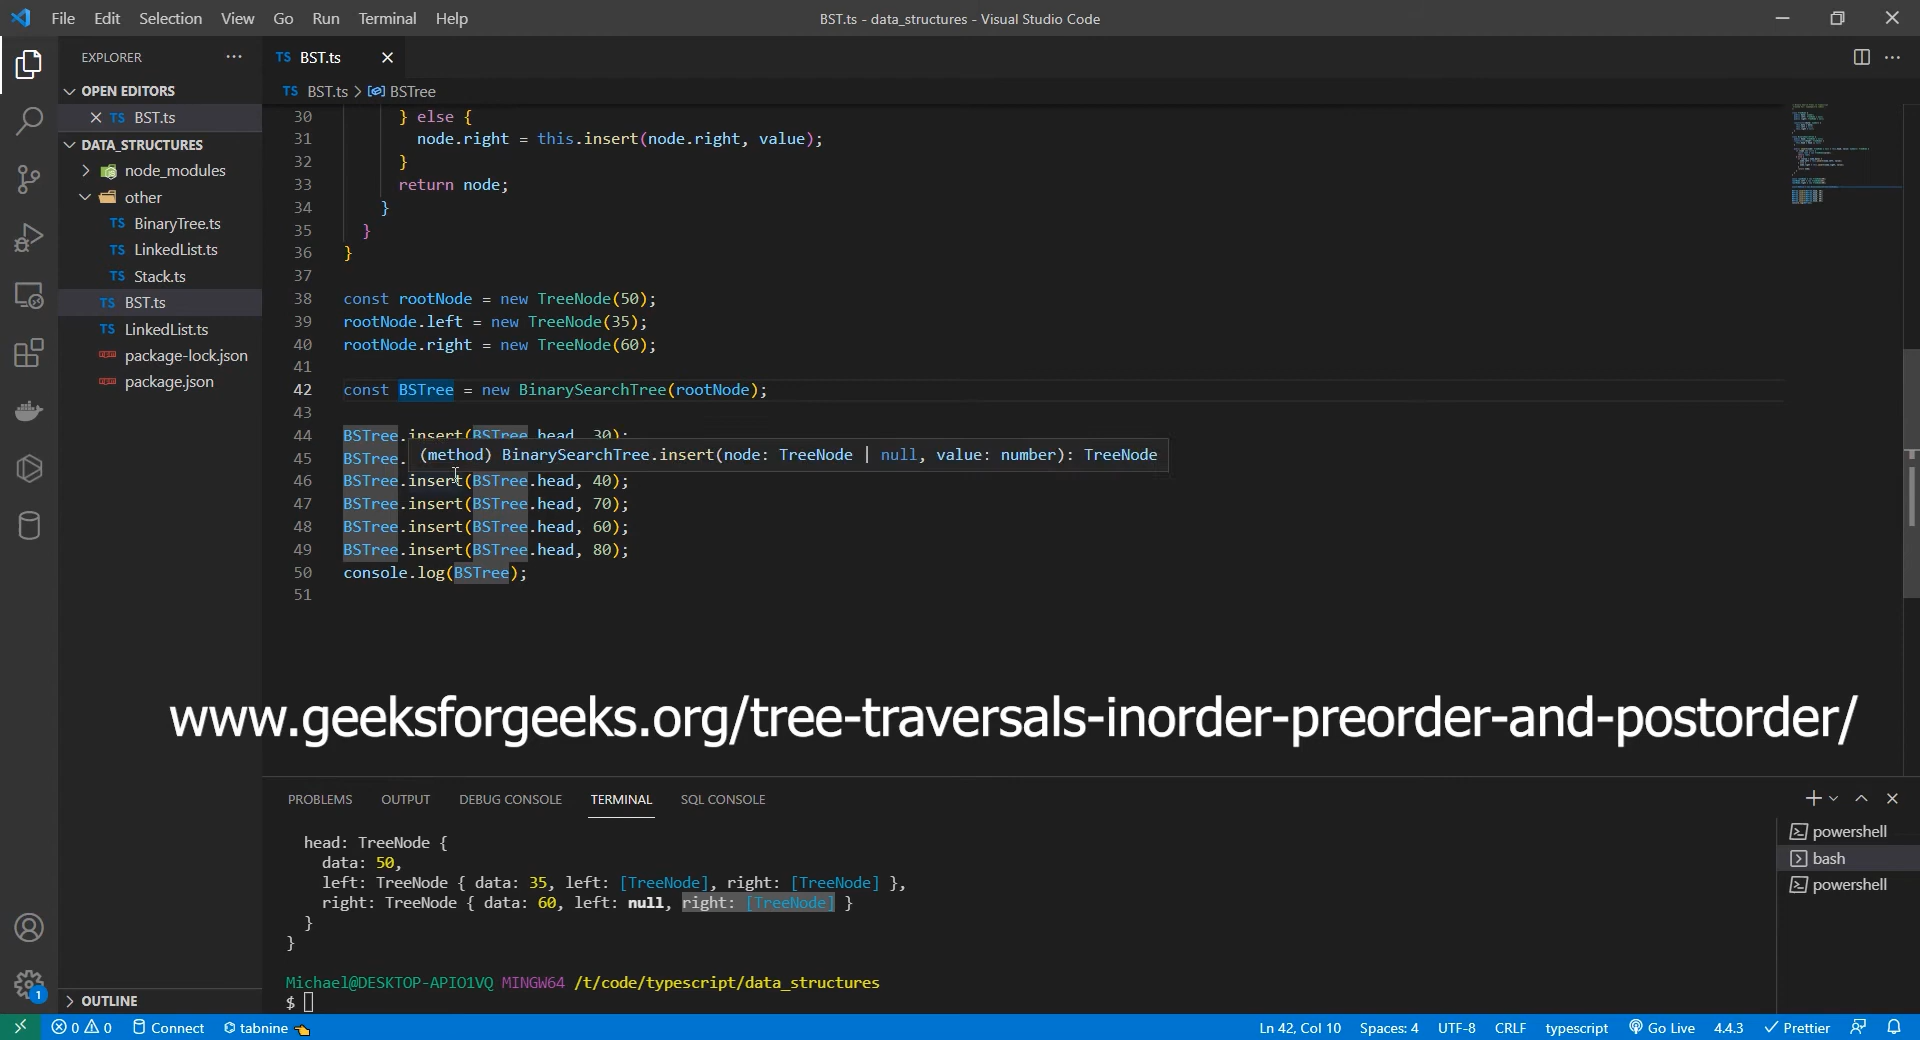 File Edit Selection View Go Run Terminal Help
BST.ts - data_structures - Visual Studio Code
EXPLORER ...
OPEN EDITORS
TS BST.ts
DATA_STRUCTURES
node_modules
other
TS BinaryTree.ts
TS LinkedList.ts
TS Stack.ts
TS BST.ts
TS LinkedList.ts
package-lock.json
package.json
OUTLINE
TS BST.ts
TS BST.ts > BSTree
30 } else {
31 node.right = this.insert(node.right, value);
32 }
33 return node;
34 }
35 }
36 }
37
38 const rootNode = new TreeNode(50);
39 rootNode.left = new TreeNode(35);
40 rootNode.right = new TreeNode(60);
41
42 const BSTree = new BinarySearchTree(rootNode);
43
44 BSTree.insert(BSTree.head, 30);
45 BSTree.
(method) BinarySearchTree.insert(node: TreeNode | null, value: number): TreeNode
46 BSTree.insert(BSTree.head, 40);
47 BSTree.insert(BSTree.head, 70);
48 BSTree.insert(BSTree.head, 60);
49 BSTree.insert(BSTree.head, 80);
50 console.log(BSTree);
51
www.geeksforgeeks.org/tree-traversals-inorder-preorder-and-postorder/
PROBLEMS OUTPUT DEBUG CONSOLE TERMINAL SQL CONSOLE
head: TreeNode {
data: 50,
left: TreeNode { data: 35, left: [TreeNode], right: [TreeNode] },
right: TreeNode { data: 60, left: null, right: [TreeNode] }
}
}
Michael@DESKTOP-APIO1VQ MINGW64 /t/code/typescript/data_structures
$
powershell
bash
powershell
1
0 0 Connect tabnine Ln 42, Col 10 Spaces: 4 UTF-8 CRLF typescript Go Live 4.4.3 Prettier